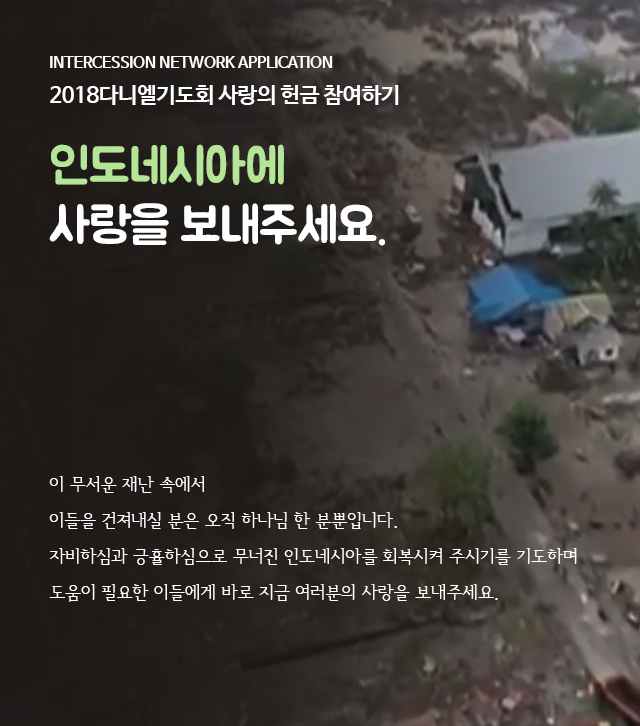 INTERCESSION NETWORK APPLICATION
2018다니엘기도회 사랑의 헌금 참여하기
인도네시아에
사랑을 보내주세요.
이 무서운 재난 속에서
이들을 건져내실 분은 오직 하나님 한 분뿐입니다.
자비하심과 긍휼하심으로 무너진 인도네시아를 회복시켜 주시기를 기도하며
도움이 필요한 이들에게 바로 지금 여러분의 사랑을 보내주세요.